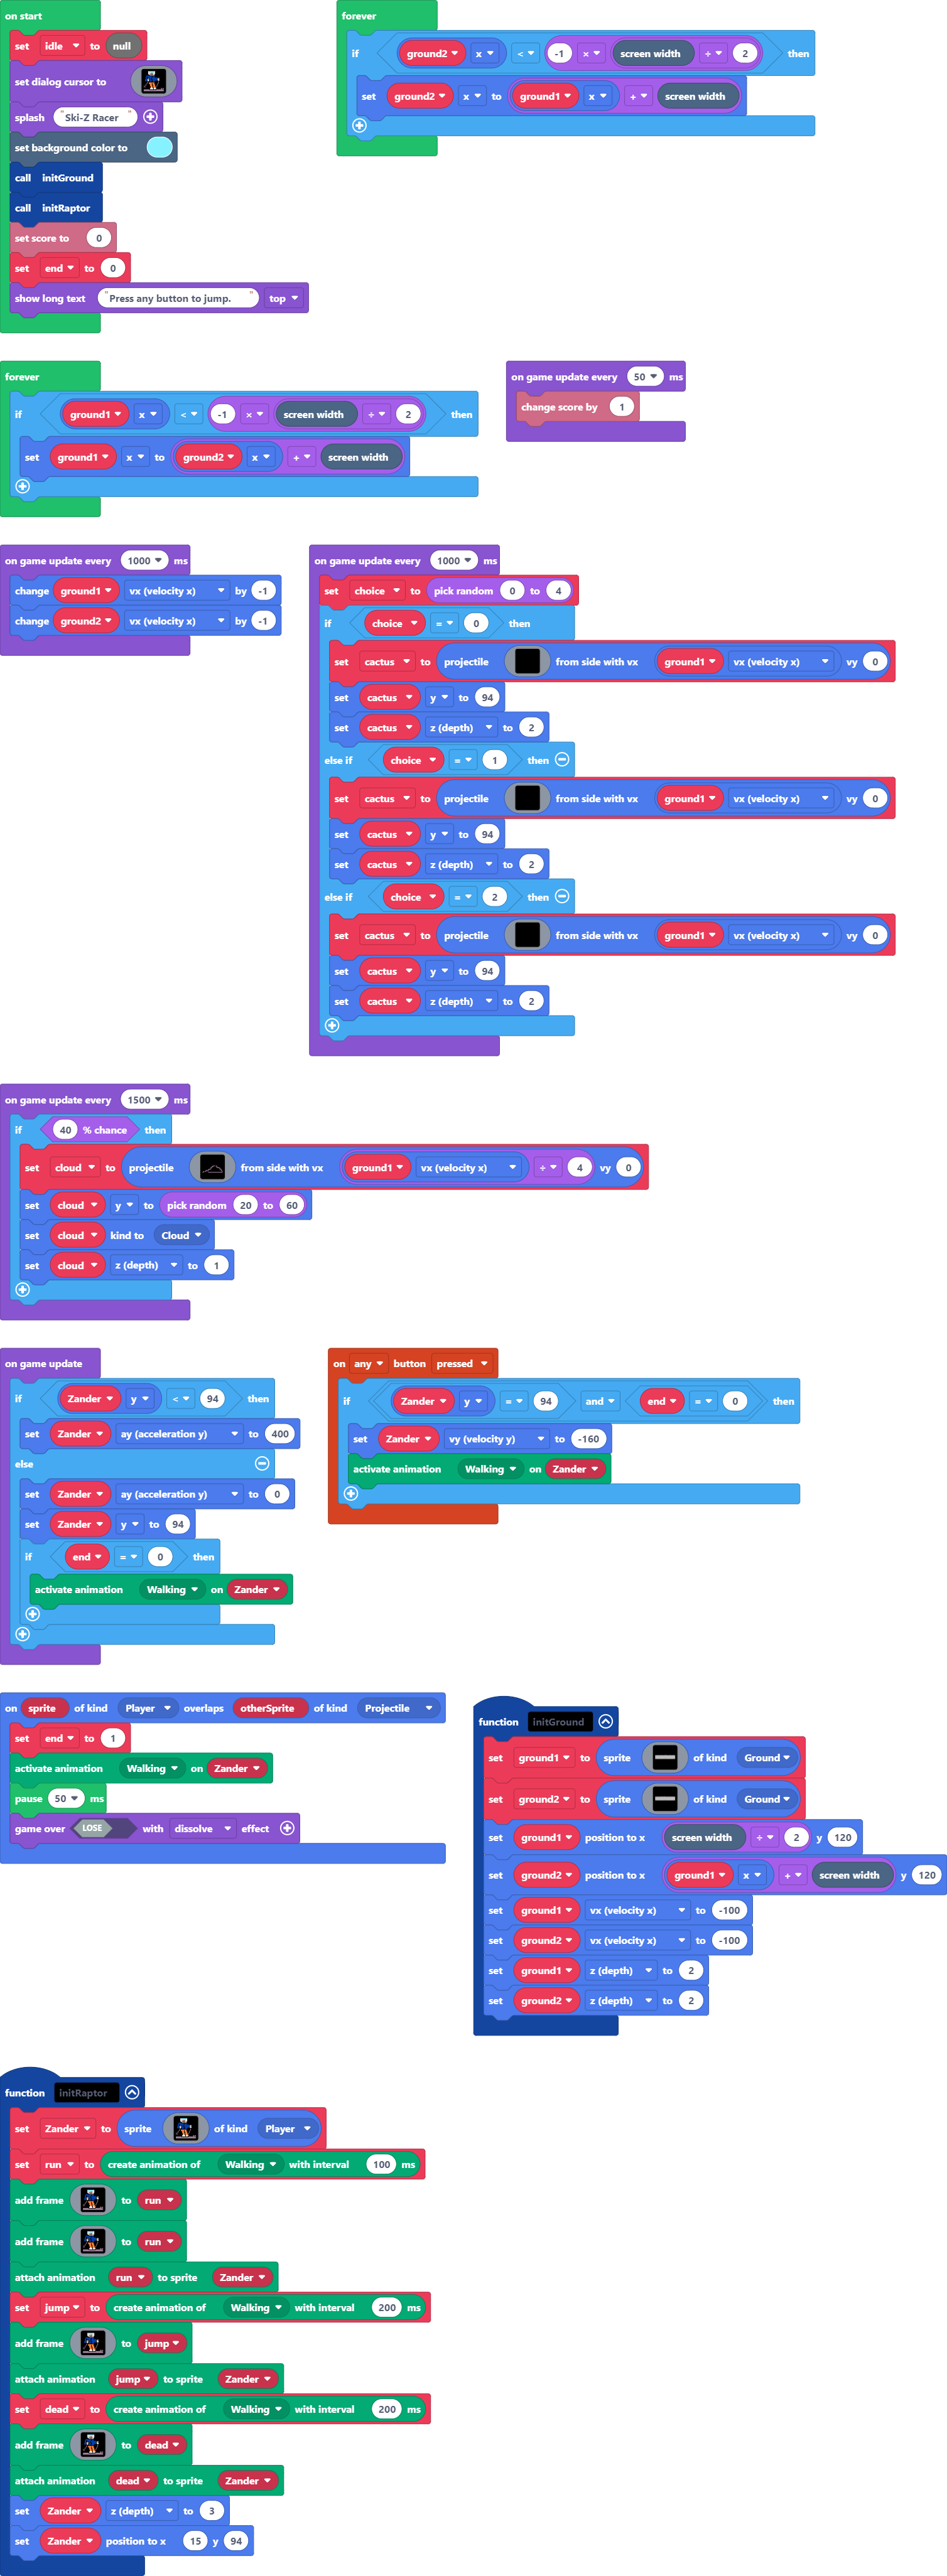 on start
set idle to null
set dialog cursor to
splash "Ski-Z Racer"
set background color to
call initGround
call initRaptor
set score to 0
set end to 0
show long text "Press any button to jump." top
forever
if ground2 x < -1 × screen width ÷ 2 then
set ground2 x to ground1 x + screen width
forever
if ground1 x < -1 × screen width ÷ 2 then
set ground1 x to ground2 x + screen width
on game update every 50 ms
change score by 1
on game update every 1000 ms
change ground1 vx (velocity x) by -1
change ground2 vx (velocity x) by -1
on game update every 1000 ms
set choice to pick random 0 to 4
if choice = 0 then
set cactus to projectile from side with vx ground1 vx (velocity x) vy 0
set cactus y to 94
set cactus z (depth) to 2
else if choice = 1 then
set cactus to projectile from side with vx ground1 vx (velocity x) vy 0
set cactus y to 94
set cactus z (depth) to 2
else if choice = 2 then
set cactus to projectile from side with vx ground1 vx (velocity x) vy 0
set cactus y to 94
set cactus z (depth) to 2
on game update every 1500 ms
if 40 % chance then
set cloud to projectile from side with vx ground1 vx (velocity x) ÷ 4 vy 0
set cloud y to pick random 20 to 60
set cloud kind to Cloud
set cloud z (depth) to 1
on game update
if Zander y < 94 then
set Zander ay (acceleration y) to 400
else
set Zander ay (acceleration y) to 0
set Zander y to 94
if end = 0 then
activate animation Walking on Zander
on any button pressed
if Zander y = 94 and end = 0 then
set Zander vy (velocity y) to -160
activate animation Walking on Zander
on sprite of kind Player overlaps otherSprite of kind Projectile
set end to 1
activate animation Walking on Zander
pause 50 ms
game over LOSE with dissolve effect
function initGround
set ground1 to sprite of kind Ground
set ground2 to sprite of kind Ground
set ground1 position to x screen width ÷ 2 y 120
set ground2 position to x ground1 x + screen width y 120
set ground1 vx (velocity x) to -100
set ground2 vx (velocity x) to -100
set ground1 z (depth) to 2
set ground2 z (depth) to 2
function initRaptor
set Zander to sprite of kind Player
set run to create animation of Walking with interval 100 ms
add frame to run
add frame to run
attach animation run to sprite Zander
set jump to create animation of Walking with interval 200 ms
add frame to jump
attach animation jump to sprite Zander
set dead to create animation of Walking with interval 200 ms
add frame to dead
attach animation dead to sprite Zander
set Zander z (depth) to 3
set Zander position to x 15 y 94